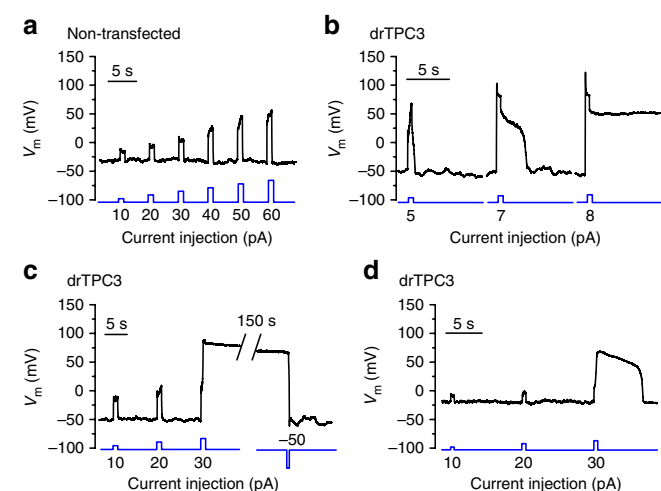 a Non-transfected
150
100
50
0
−50
−100
Vm (mV)
5 s
10 20 30 40 50 60
Current injection (pA)
b drTPC3
150
100
50
0
−50
−100
Vm (mV)
5 s
5 7 8
Current injection (pA)
c drTPC3
150
100
50
0
−50
−100
Vm (mV)
5 s
150 s
−50
10 20 30
Current injection (pA)
d drTPC3
150
100
50
0
−50
−100
Vm (mV)
5 s
10 20 30
Current injection (pA)